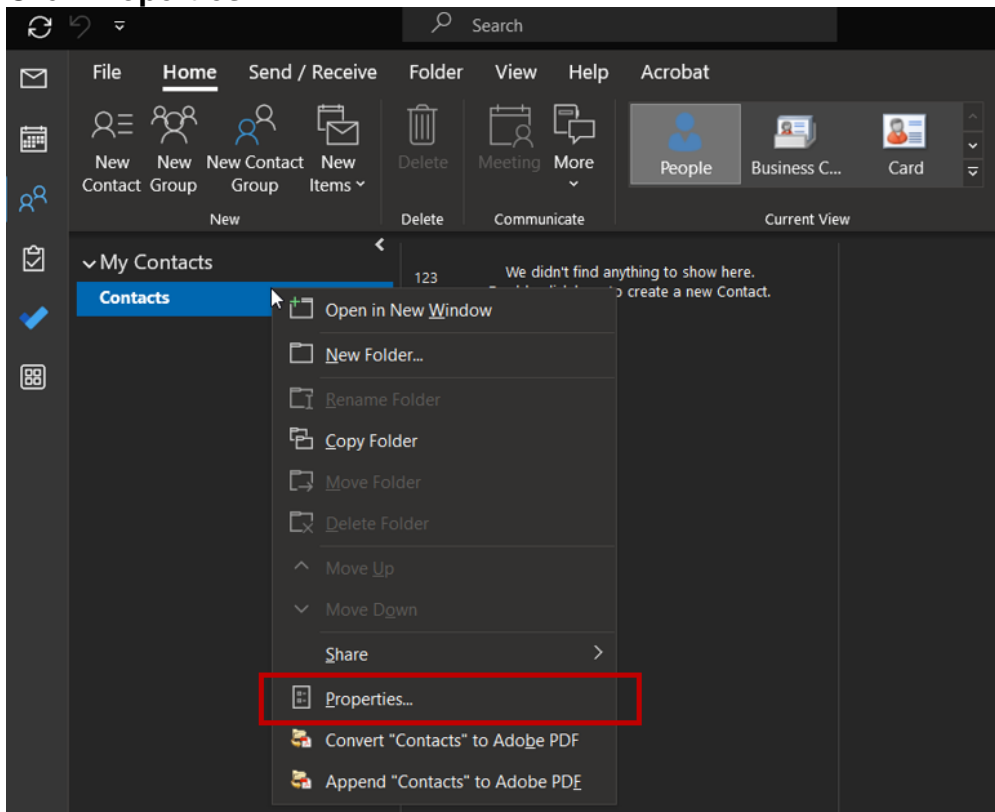 Search
File Home Send / Receive Folder View Help Acrobat
New Contact
New Group
New Contact Group
New Items
Delete
Meeting
More
People
Business C...
Card
New
Delete
Communicate
Current View
My Contacts
Contacts
123
We didn't find anything to show here.
to create a new Contact.
Open in New Window
New Folder...
Rename Folder
Copy Folder
Move Folder
Delete Folder
Move Up
Move Down
Share
Properties...
Convert "Contacts" to Adobe PDF
Append "Contacts" to Adobe PDF